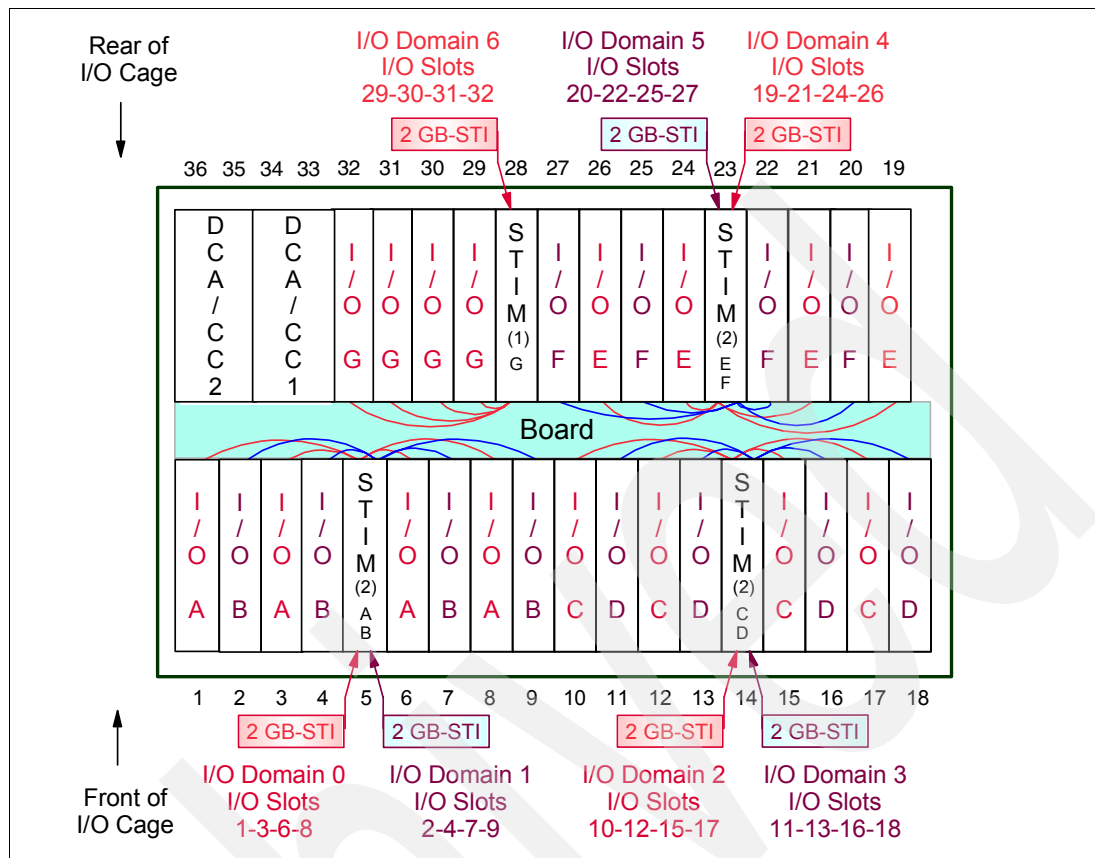 Rear of
I/O Cage
I/O Domain 6
I/O Slots
29-30-31-32
I/O Domain 5
I/O Slots
20-22-25-27
I/O Domain 4
I/O Slots
19-21-24-26
2 GB-STI
2 GB-STI
2 GB-STI
36 35 34 33 32 31 30 29 28 27 26 25 24 23 22 21 20 19
DCA/CC2
DCA/CC1
I/O G
I/O G
I/O G
I/O G
STIM (1) G
I/O F
I/O E
I/O F
I/O E
STIM (2) EF
I/O F
I/O E
I/O F
I/O E
Board
I/O A
I/O B
I/O A
I/O B
STIM (2) AB
I/O A
I/O B
I/O A
I/O B
I/O C
I/O D
I/O C
I/O D
STIM (2) CD
I/O C
I/O D
I/O C
I/O D
1 2 3 4 5 6 7 8 9 10 11 12 13 14 15 16 17 18
2 GB-STI
2 GB-STI
2 GB-STI
2 GB-STI
Front of
I/O Cage
I/O Domain 0
I/O Slots
1-3-6-8
I/O Domain 1
I/O Slots
2-4-7-9
I/O Domain 2
I/O Slots
10-12-15-17
I/O Domain 3
I/O Slots
11-13-16-18